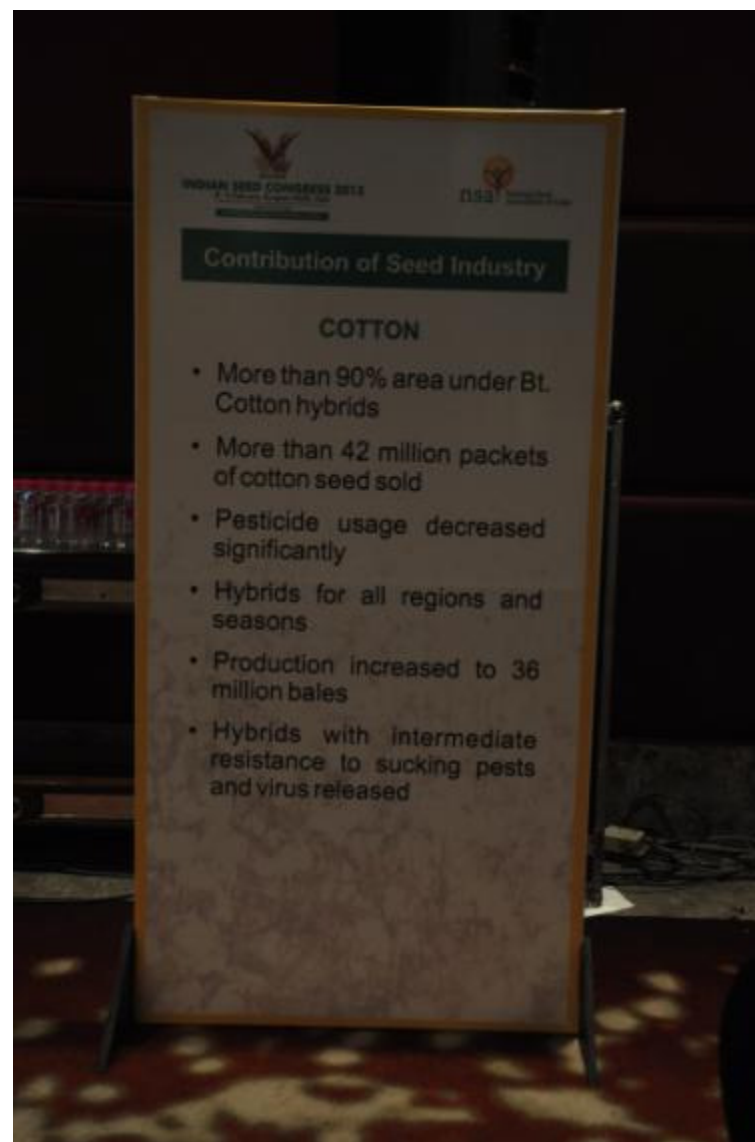 INDIAN SEED CONGRESS 2013
nsai
Contribution of Seed Industry
COTTON
• More than 90% area under Bt.
Cotton hybrids
• More than 42 million packets
of cotton seed sold
• Pesticide usage decreased
significantly
• Hybrids for all regions and
seasons
• Production increased to 36
million bales
• Hybrids with intermediate
resistance to sucking pests
and virus released